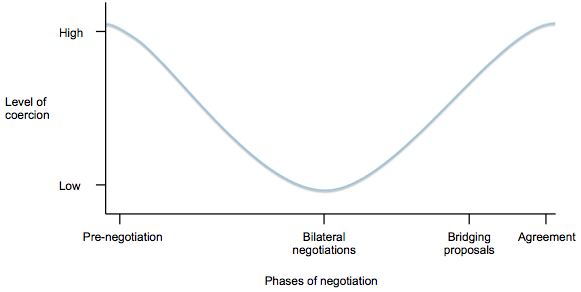 High
Level of
coercion
Low
Pre-negotiation
Bilateral
negotiations
Bridging
proposals
Agreement
Phases of negotiation